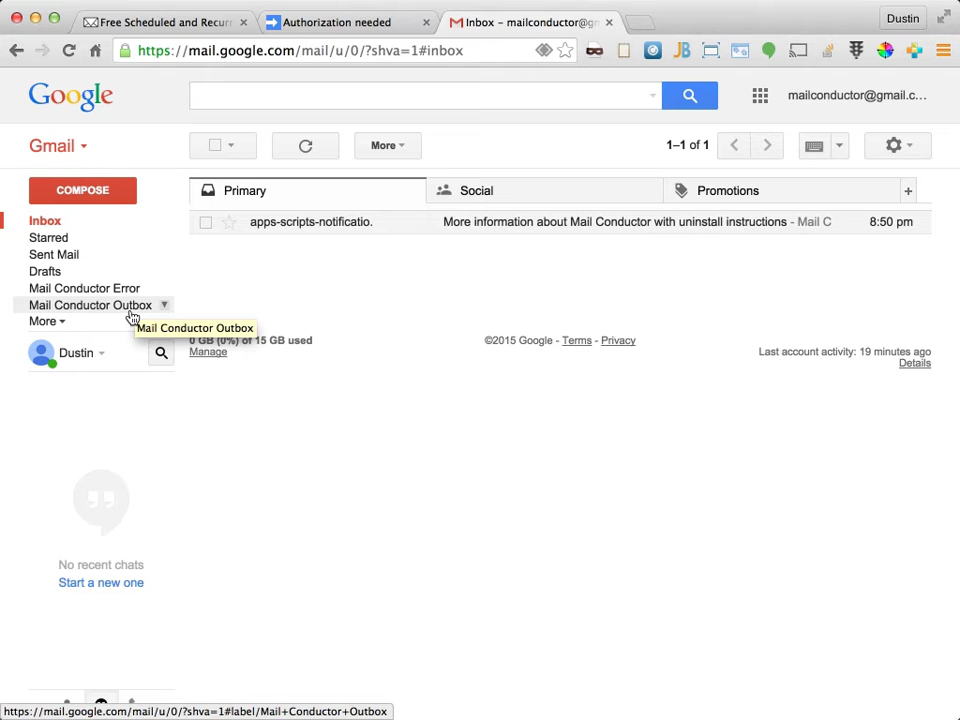 Free Scheduled and Recurr
Authorization needed
Inbox - mailconductor@gm
Dustin
https://mail.google.com/mail/u/0/?shva=1#inbox
JB
Google
mailconductor@gmail.c...
Gmail
More
1–1 of 1
COMPOSE
Primary
Social
Promotions
+
Inbox
apps-scripts-notificatio.
More information about Mail Conductor with uninstall instructions - Mail C
8:50 pm
Starred
Sent Mail
Drafts
Mail Conductor Error
Mail Conductor Outbox
More
Mail Conductor Outbox
0 GB (0%) of 15 GB used
Manage
©2015 Google - Terms - Privacy
Last account activity: 19 minutes ago
Details
Dustin
No recent chats
Start a new one
https://mail.google.com/mail/u/0/?shva=1#label/Mail+Conductor+Outbox